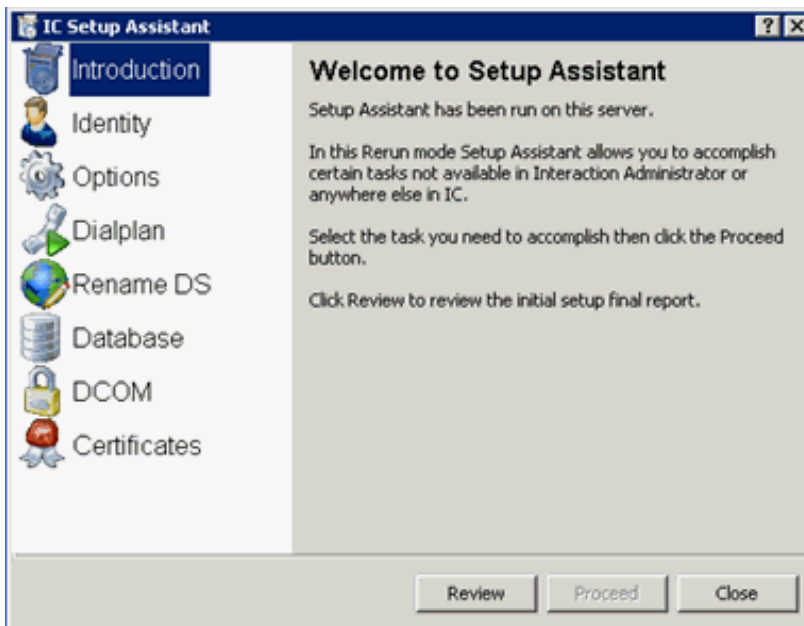 IC Setup Assistant
Introduction
Identity
Options
Dialplan
Rename DS
Database
DCOM
Certificates
Welcome to Setup Assistant
Setup Assistant has been run on this server.
In this Rerun mode Setup Assistant allows you to accomplish
certain tasks not available in Interaction Administrator or
anywhere else in IC.
Select the task you need to accomplish then click the Proceed
button.
Click Review to review the initial setup final report.
Review
Proceed
Close